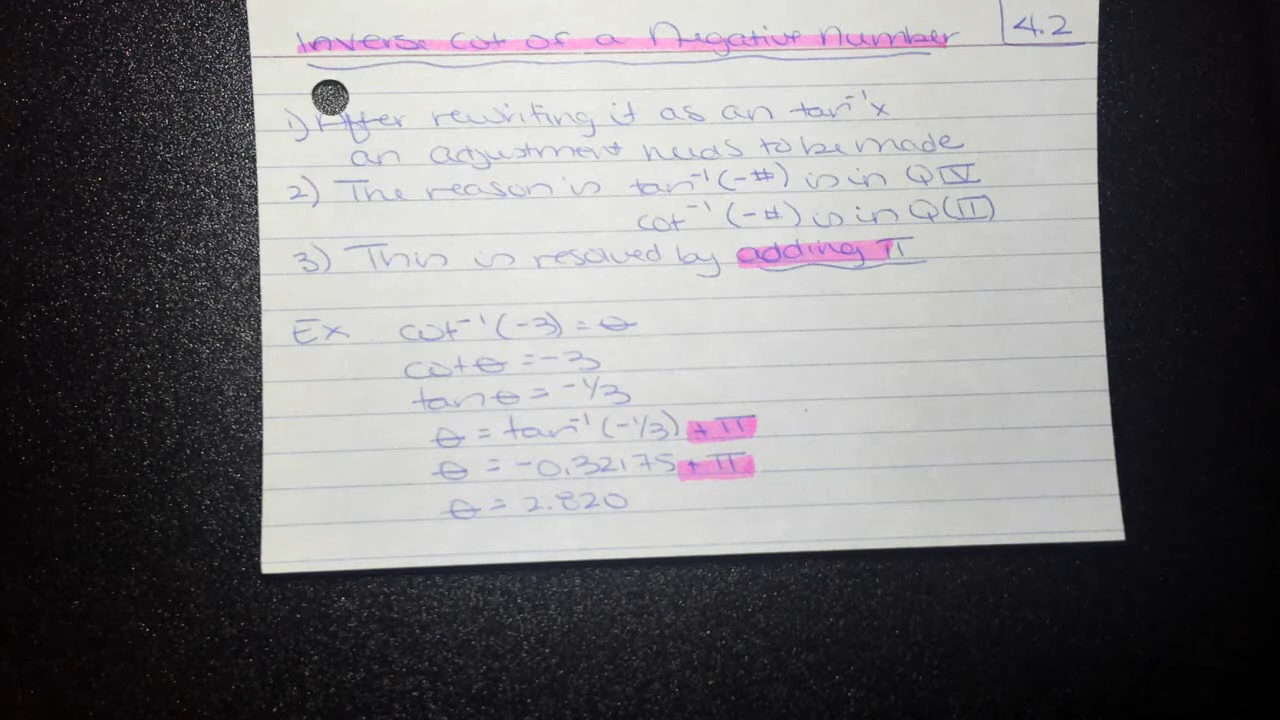 Inverse cot of a Negative number
4.2
1) After rewriting it as an tan⁻¹x
an adjustment needs to be made
2) The reason is tan⁻¹(-#) is in Q IV
cot⁻¹(-#) is in Q(II)
3) This is resolved by adding π
Ex cot⁻¹(-3) = θ
cot θ = -3
tan θ = -1/3
θ = tan⁻¹(-1/3) + π
θ = -0.32175 + π
θ = 2.820